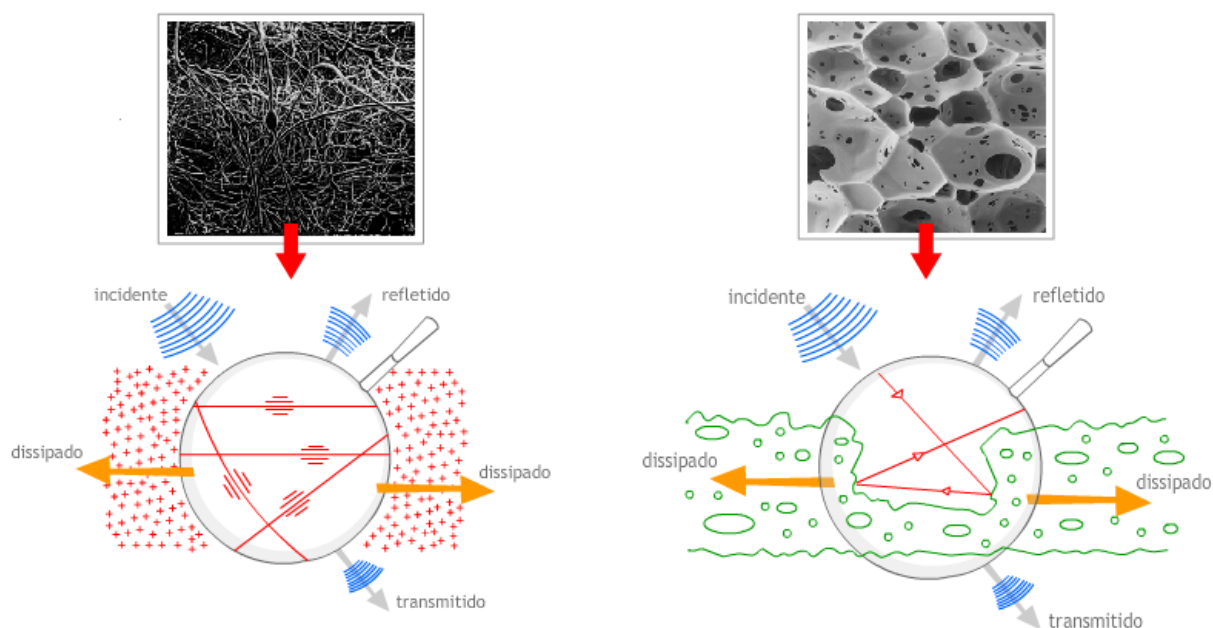 incidente
refletido
dissipado
dissipado
transmitido
incidente
refletido
dissipado
dissipado
transmitido